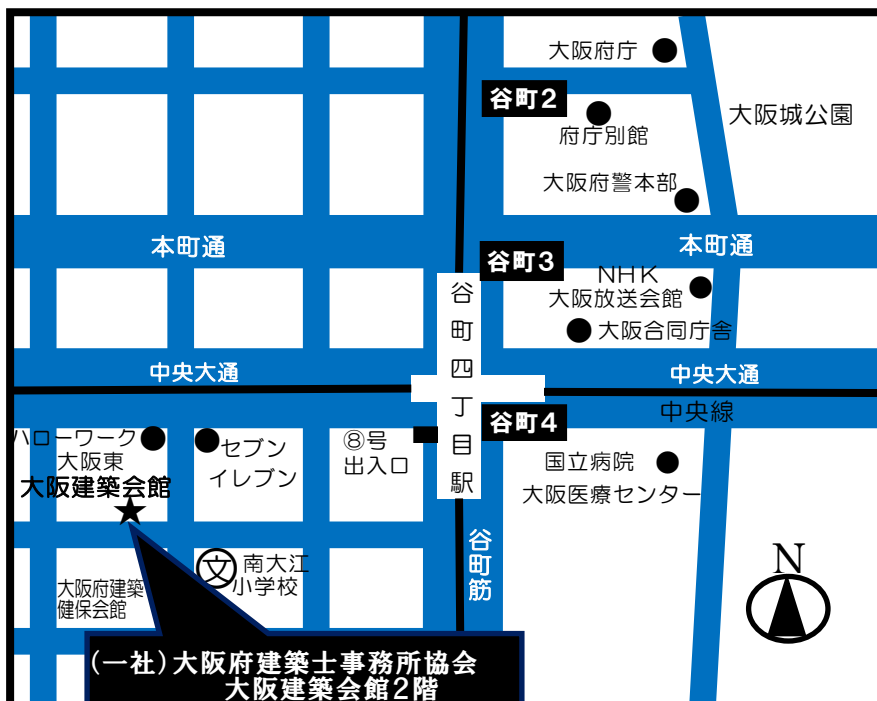 大阪府庁
谷町2
府庁別館
大阪城公園
大阪府警本部
本町通
本町通
谷町3
NHK
大阪放送会館
大阪合同庁舎
谷町四丁目駅
中央大通
中央大通
中央線
谷町4
ハローワーク
大阪東
セブン
イレブン
⑧号
出入口
国立病院
大阪医療センター
大阪建築会館
★
谷町筋
文
南大江
小学校
大阪府建築
健保会館
N
(一社)大阪府建築士事務所協会
大阪建築会館2階